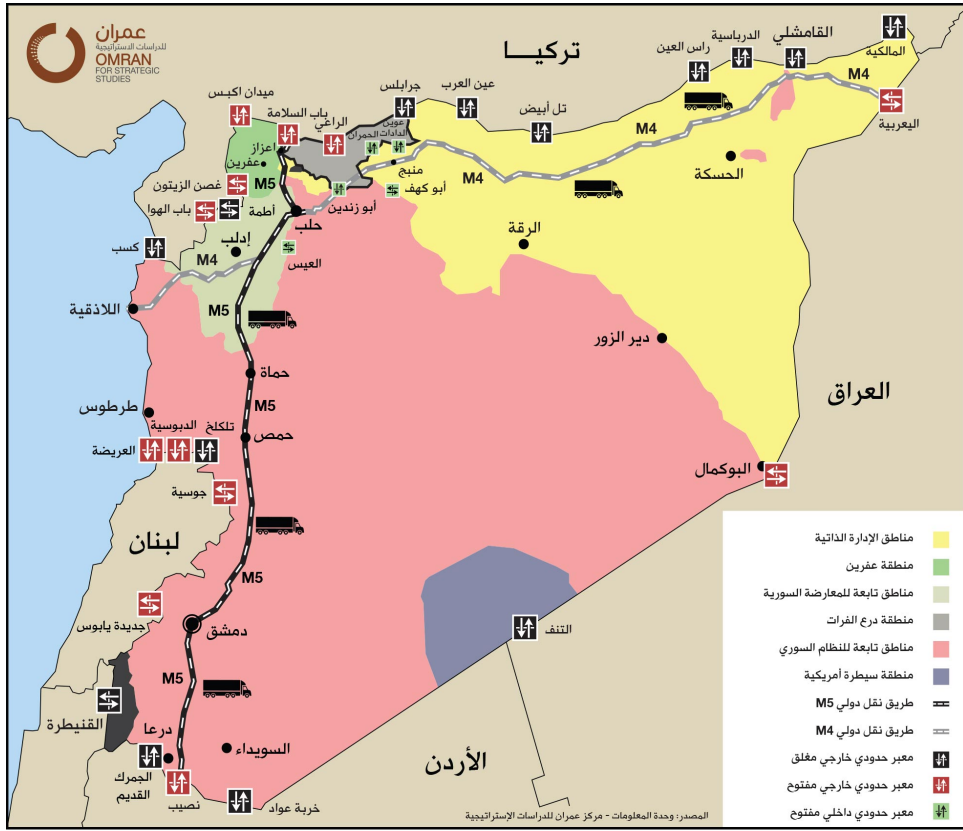 عمران
للدراسات الاستراتيجية
OMRAN
FOR STRATEGIC
STUDIES
تركيـــا
المالكية
القامشلي
الدرباسية
راس العين
M4
اليعربية
تل أبيض
عين العرب
جرابلس
عوين
الدادات
الحمران
الراعي
باب السلامة
ميدان اكبس
اعزاز
عفرين
M5
M4
M4
منبج
أبو كهف
أبو زندين
الحسكة
غصن الزيتون
باب الهوا
أطمة
حلب
الرقة
إدلب
العيس
كسب
M4
اللاذقية
M5
دير الزور
حماة
العراق
طرطوس
M5
تلكلخ
الدبوسية
العريضة
حمص
البوكمال
جوسية
لبنان
M5
جديدة يابوس
دمشق
التنف
M5
القنيطرة
درعا
السويداء
الأردن
الجمرك
القديم
نصيب
خربة عواد
مناطق الإدارة الذاتية
منطقة عفرين
مناطق تابعة للمعارضة السورية
منطقة درع الفرات
مناطق تابعة للنظام السوري
منطقة سيطرة أمريكية
طريق نقل دولي M5
طريق نقل دولي M4
معبر حدودي خارجي مغلق
معبر حدودي خارجي مفتوح
معبر حدودي داخلي مفتوح
المصدر: وحدة المعلومات - مركز عمران للدراسات الإستراتيجية